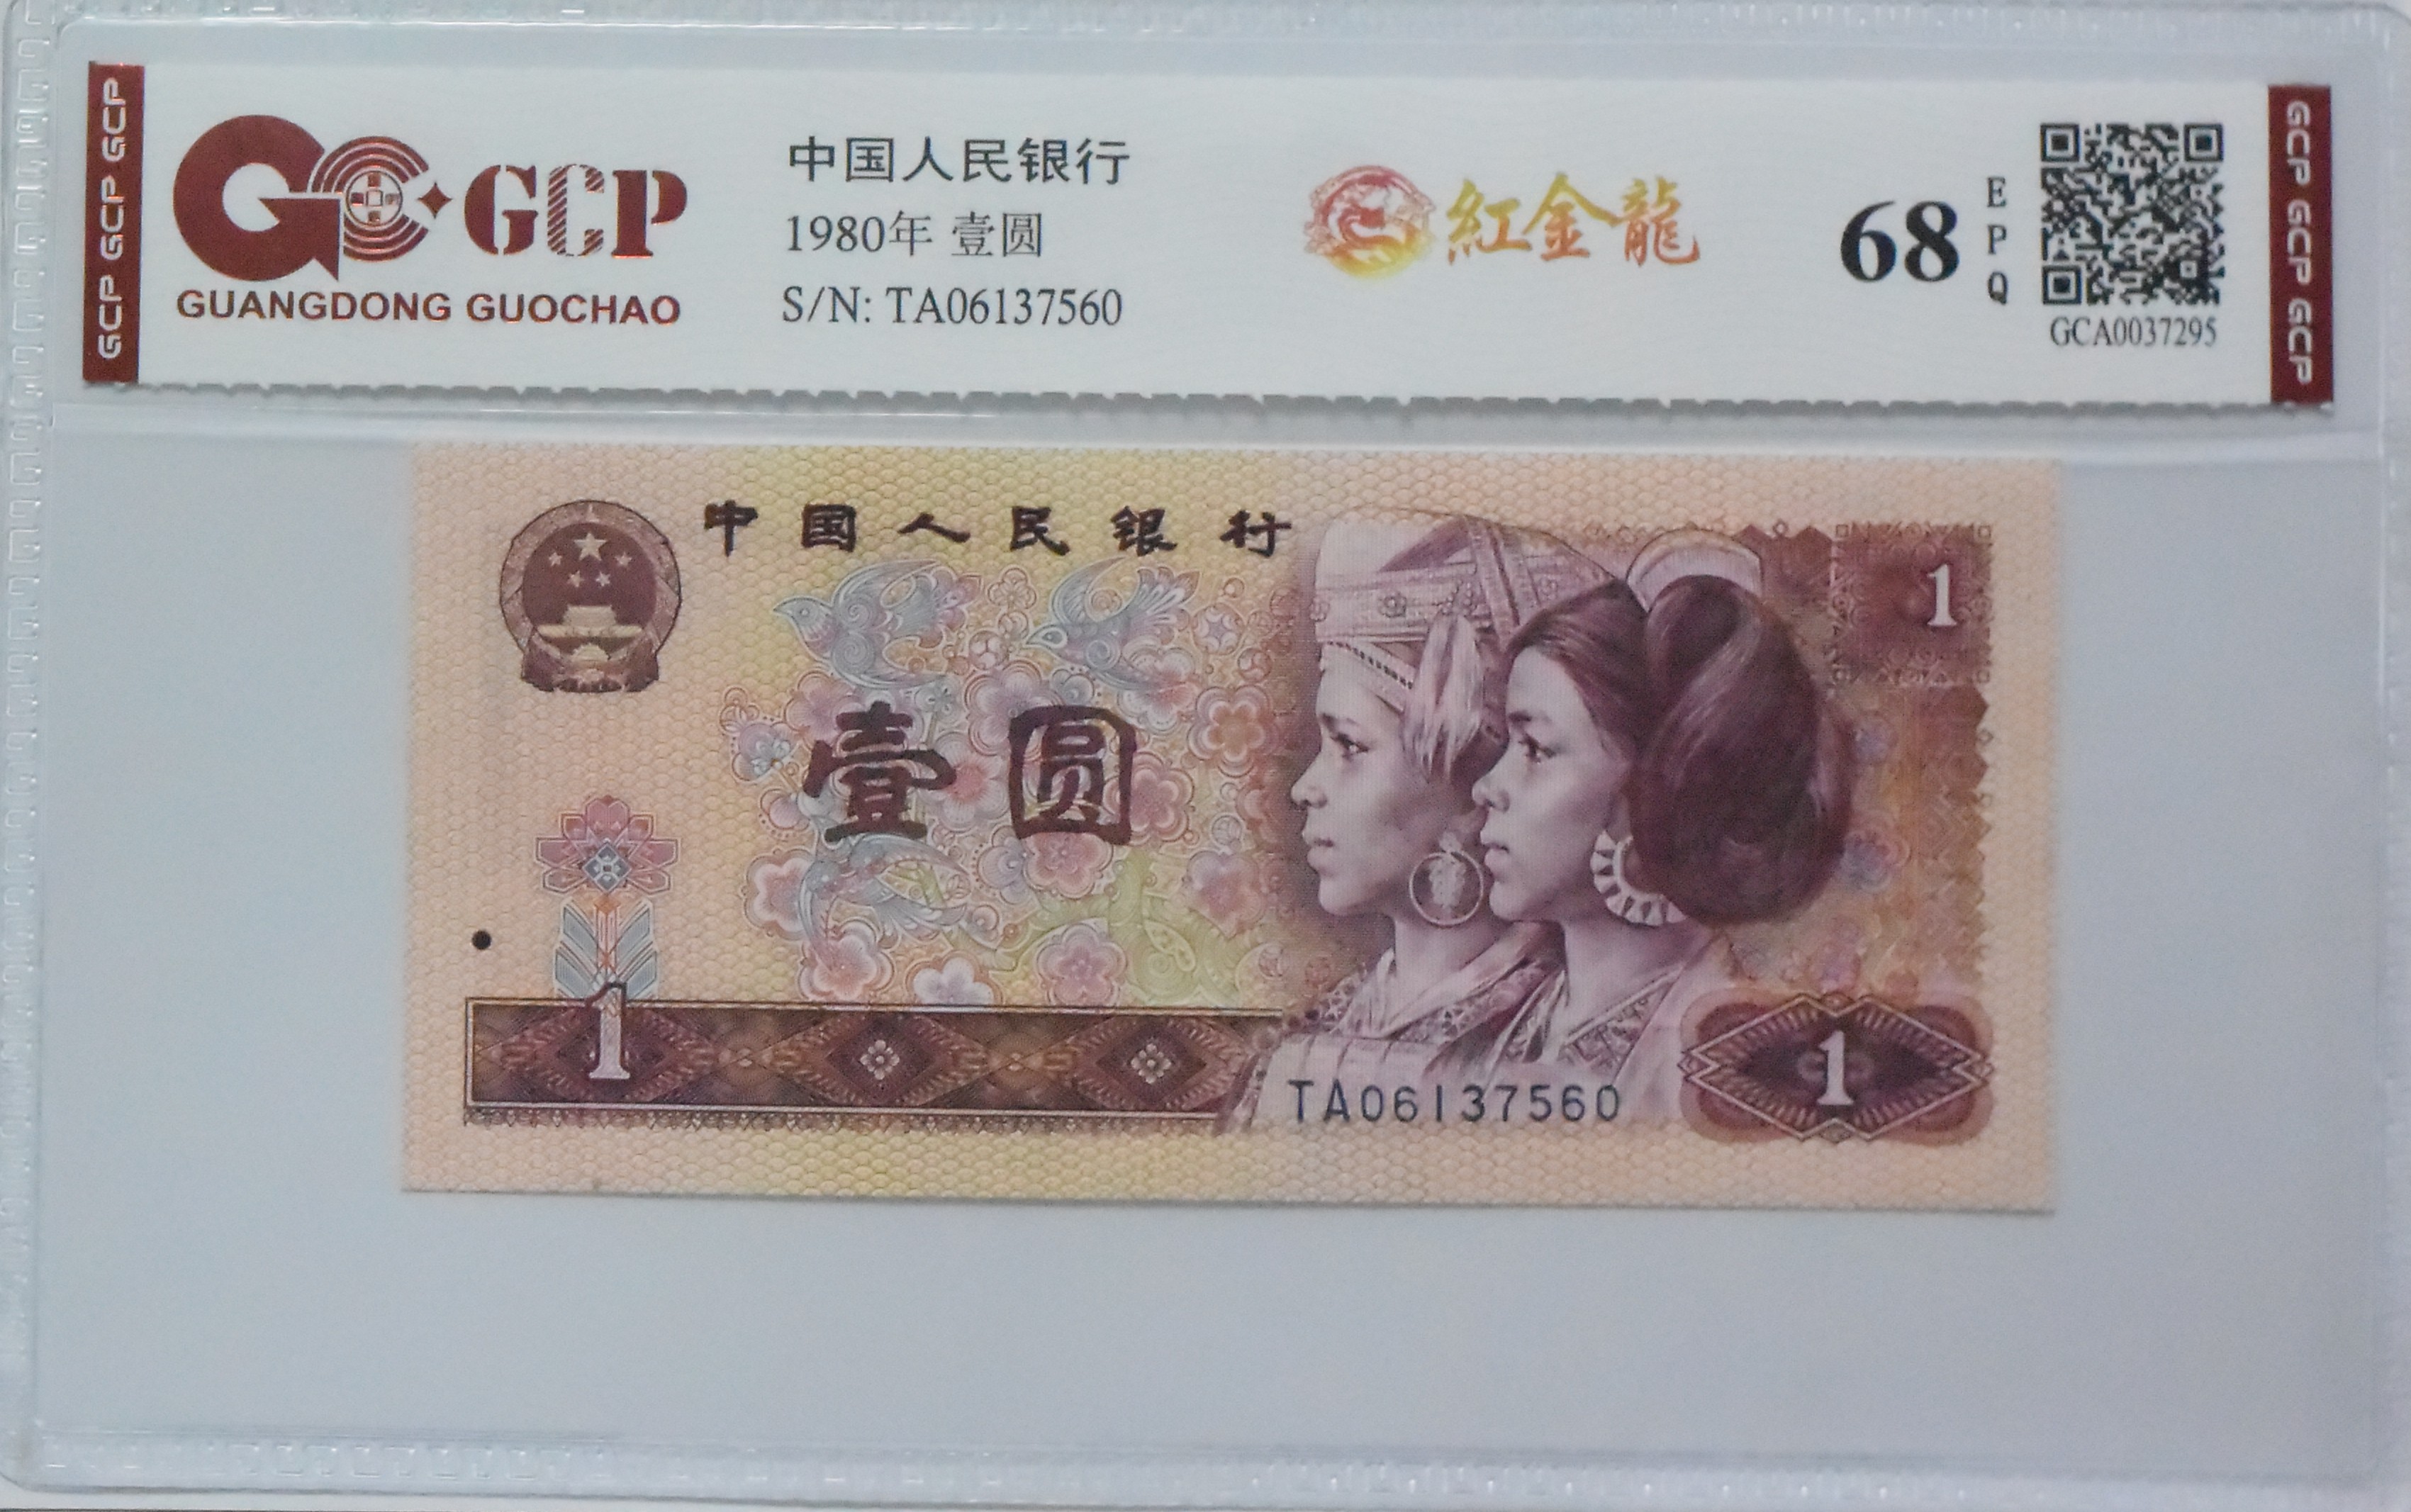 GCP GCP GCP
GCP
GUANGDONG GUOCHAO
中国人民银行
1980年 壹圆
S/N: TA06137560
紅金龍
68
EPQ
GCA0037295
GCP GCP GCP
中国人民银行
1
壹圆
1
1
TA06137560